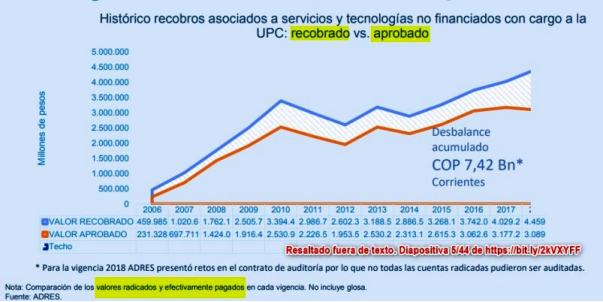 Histórico recobros asociados a servicios y tecnologías no financiados con cargo a la
UPC: recobrado vs. aprobado
Millones de pesos
5.000.000
4.500.000
4.000.000
3.500.000
3.000.000
2.500.000
2.000.000
1.500.000
1.000.000
500.000
0
Desbalance
acumulado
COP 7,42 Bn*
Corrientes
2006 2007 2008 2009 2010 2011 2012 2013 2014 2015 2016 2017
VALOR RECOBRADO 459.985 1.020.6 1.762.1 2.505.7 3.394.4 2.986.7 2.602.3 3.188.5 2.886.5 3.268.1 3.742.0 4.029.2 4.459
VALOR APROBADO 231.328 697.711 1.424.0 1.916.4 2.530.9 2.226.5 1.953.5 2.530.2 2.313.1 2.615.3 3.062.6 3.177.2 3.089
Techo
Resaltado fuera de texto. Diapositiva 5/44 de https://bit.ly/2kVXYFF
* Para la vigencia 2018 ADRES presentó retos en el contrato de auditoría por lo que no todas las cuentas radicadas pudieron ser auditadas.
Nota: Comparación de los valores radicados y efectivamente pagados en cada vigencia. No incluye glosa.
Fuente: ADRES.